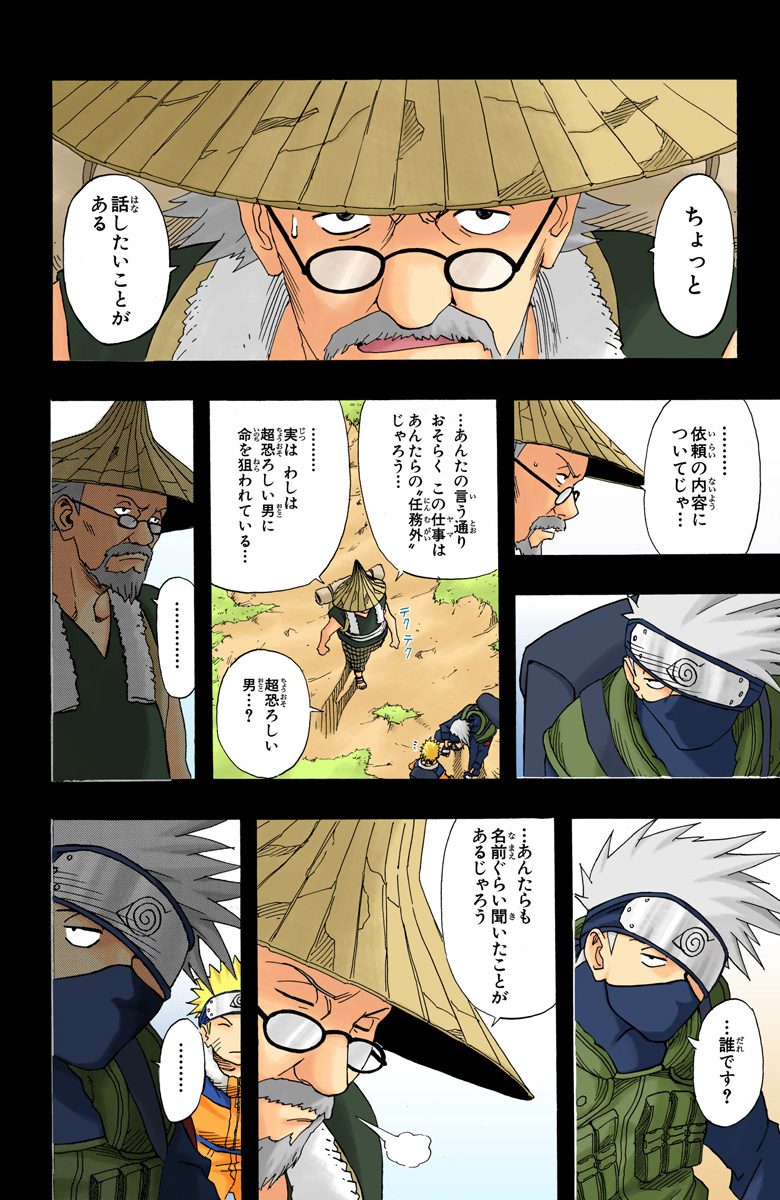 ちょっと
話したいことが
ある
………
依頼の内容に
ついてじゃ…
…あんたの言う通り
おそらく この仕事は
あんたらの〝任務外〟
じゃろう…
………
実は わしは
超恐ろしい男に
命を狙われている…
テクテク
超恐ろしい
男…？
………
…誰です？
…あんたらも
名前ぐらい聞いたことが
あるじゃろう
………